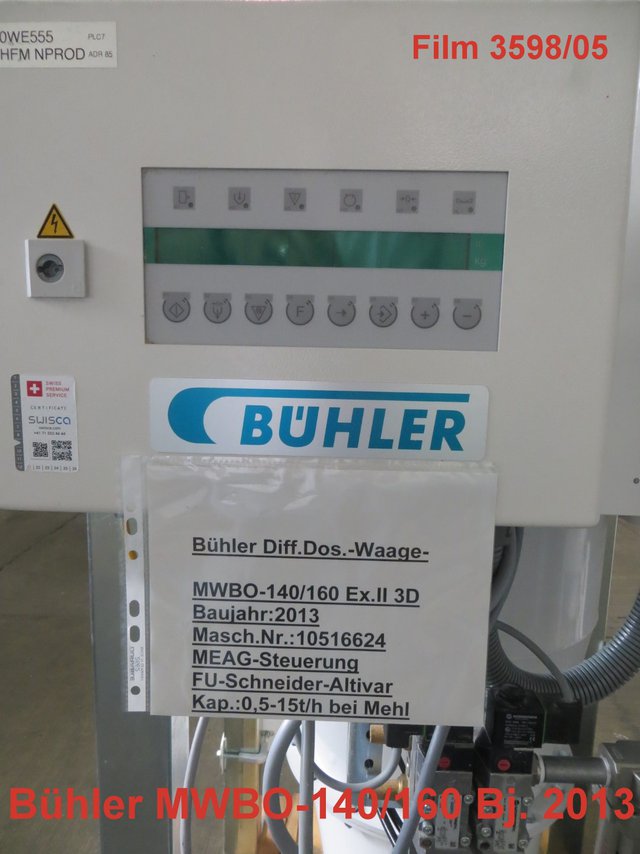 0WE555 PLC7
HFM NPROD ADR 85
Film 3598/05
kg
SWISS
PREMIUM
SERVICE
CERTIFICATE
SWISCA
BÜHLER
Bühler Diff.Dos.-Waage-
MWBO-140/160 Ex.II 3D
Baujahr:2013
Masch.Nr.:10516624
MEAG-Steuerung
FU-Schneider-Altivar
Kap.:0,5-15t/h bei Mehl
Bühler MWBO-140/160 Bj. 2013